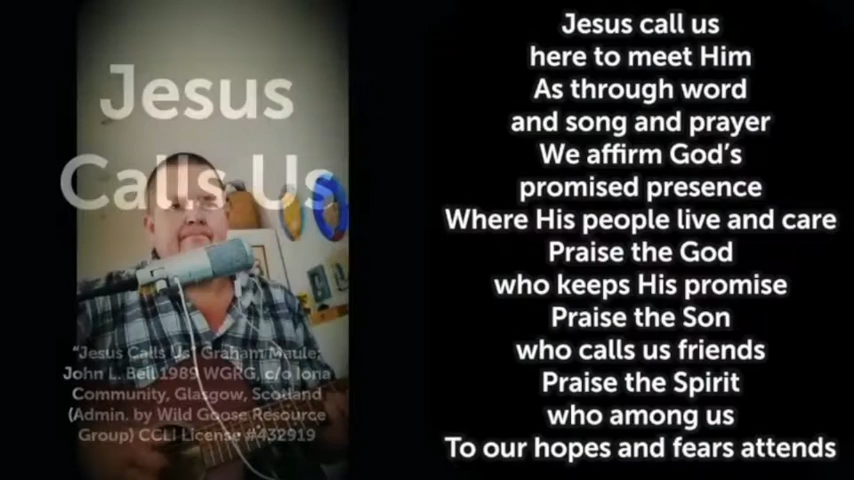 Jesus
Calls Us
"Jesus Calls Us" Graham Maule;
John L. Bell 1989 WGRG, c/o Iona
Community, Glasgow, Scotland
(Admin. by Wild Goose Resource
Group) CCLI License #432919
Jesus call us
here to meet Him
As through word
and song and prayer
We affirm God's
promised presence
Where His people live and care
Praise the God
who keeps His promise
Praise the Son
who calls us friends
Praise the Spirit
who among us
To our hopes and fears attends